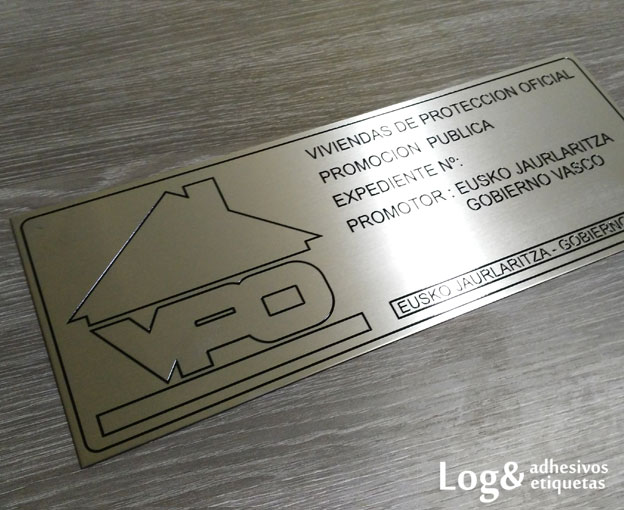 VIVIENDAS DE PROTECCION OFICIAL
PROMOCION PUBLICA
EXPEDIENTE Nº:
PROMOTOR : EUSKO JAURLARITZA
GOBIERNO VASCO
EUSKO JAURLARITZA - GOBIERNO
VPO
Log& adhesivos
etiquetas